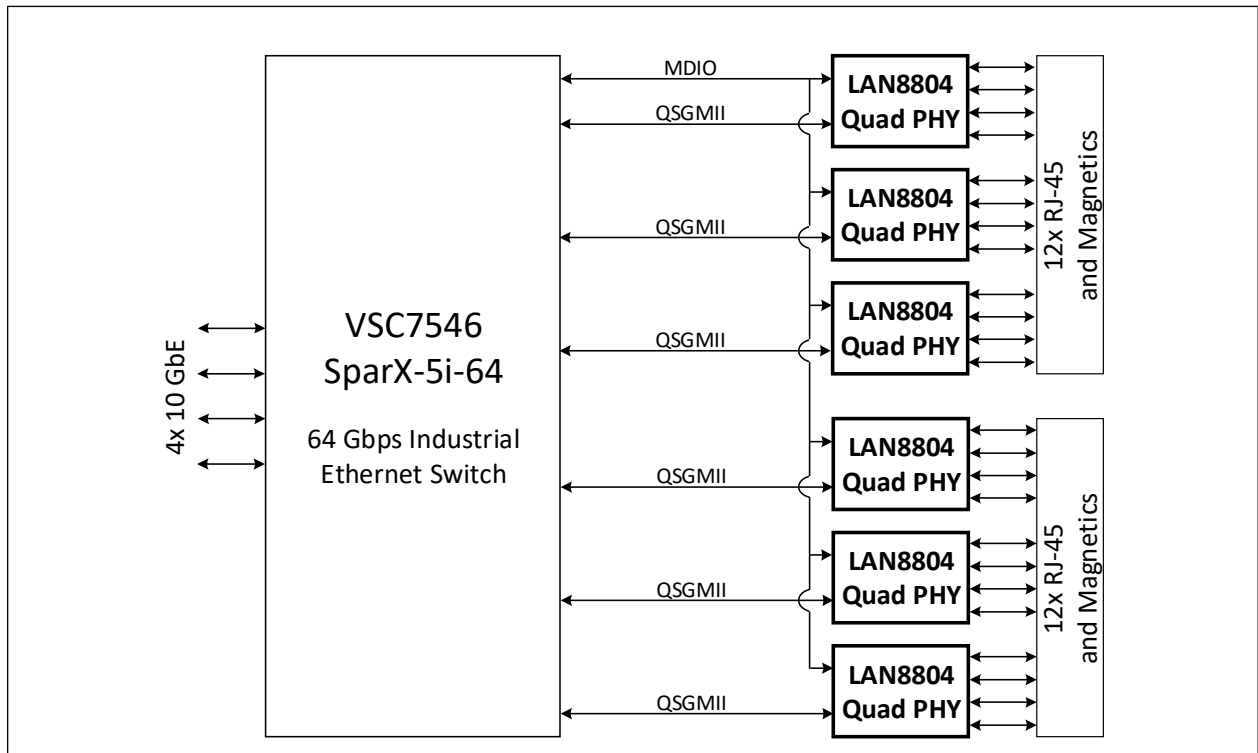 4x 10 GbE
VSC7546
SparX-5i-64
64 Gbps Industrial
Ethernet Switch
MDIO
QSGMII
QSGMII
QSGMII
QSGMII
QSGMII
QSGMII
LAN8804
Quad PHY
LAN8804
Quad PHY
LAN8804
Quad PHY
LAN8804
Quad PHY
LAN8804
Quad PHY
LAN8804
Quad PHY
12x RJ-45
and Magnetics
12x RJ-45
and Magnetics